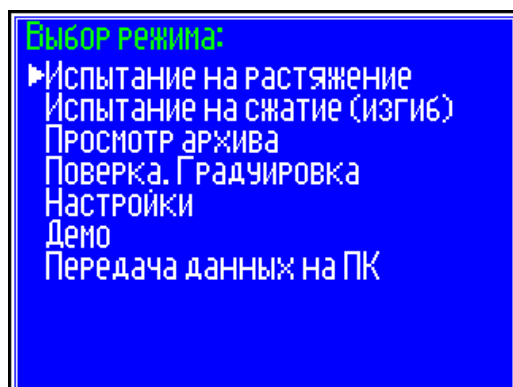 Выбор режима:
Испытание на растяжение
Испытание на сжатие (изгиб)
Просмотр архива
Поверка. Градуировка
Настройки
Демо
Передача данных на ПК